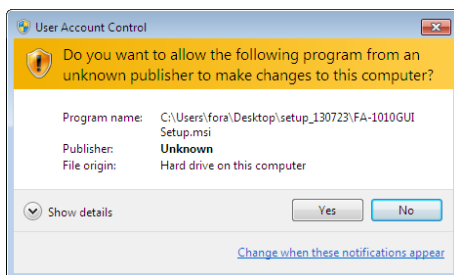 User Account Control
Do you want to allow the following program from an
unknown publisher to make changes to this computer?
Program name: C:\Users\fora\Desktop\setup_130723\FA-1010GUI
Setup.msi
Publisher: Unknown
File origin: Hard drive on this computer
Show details Yes No
Change when these notifications appear